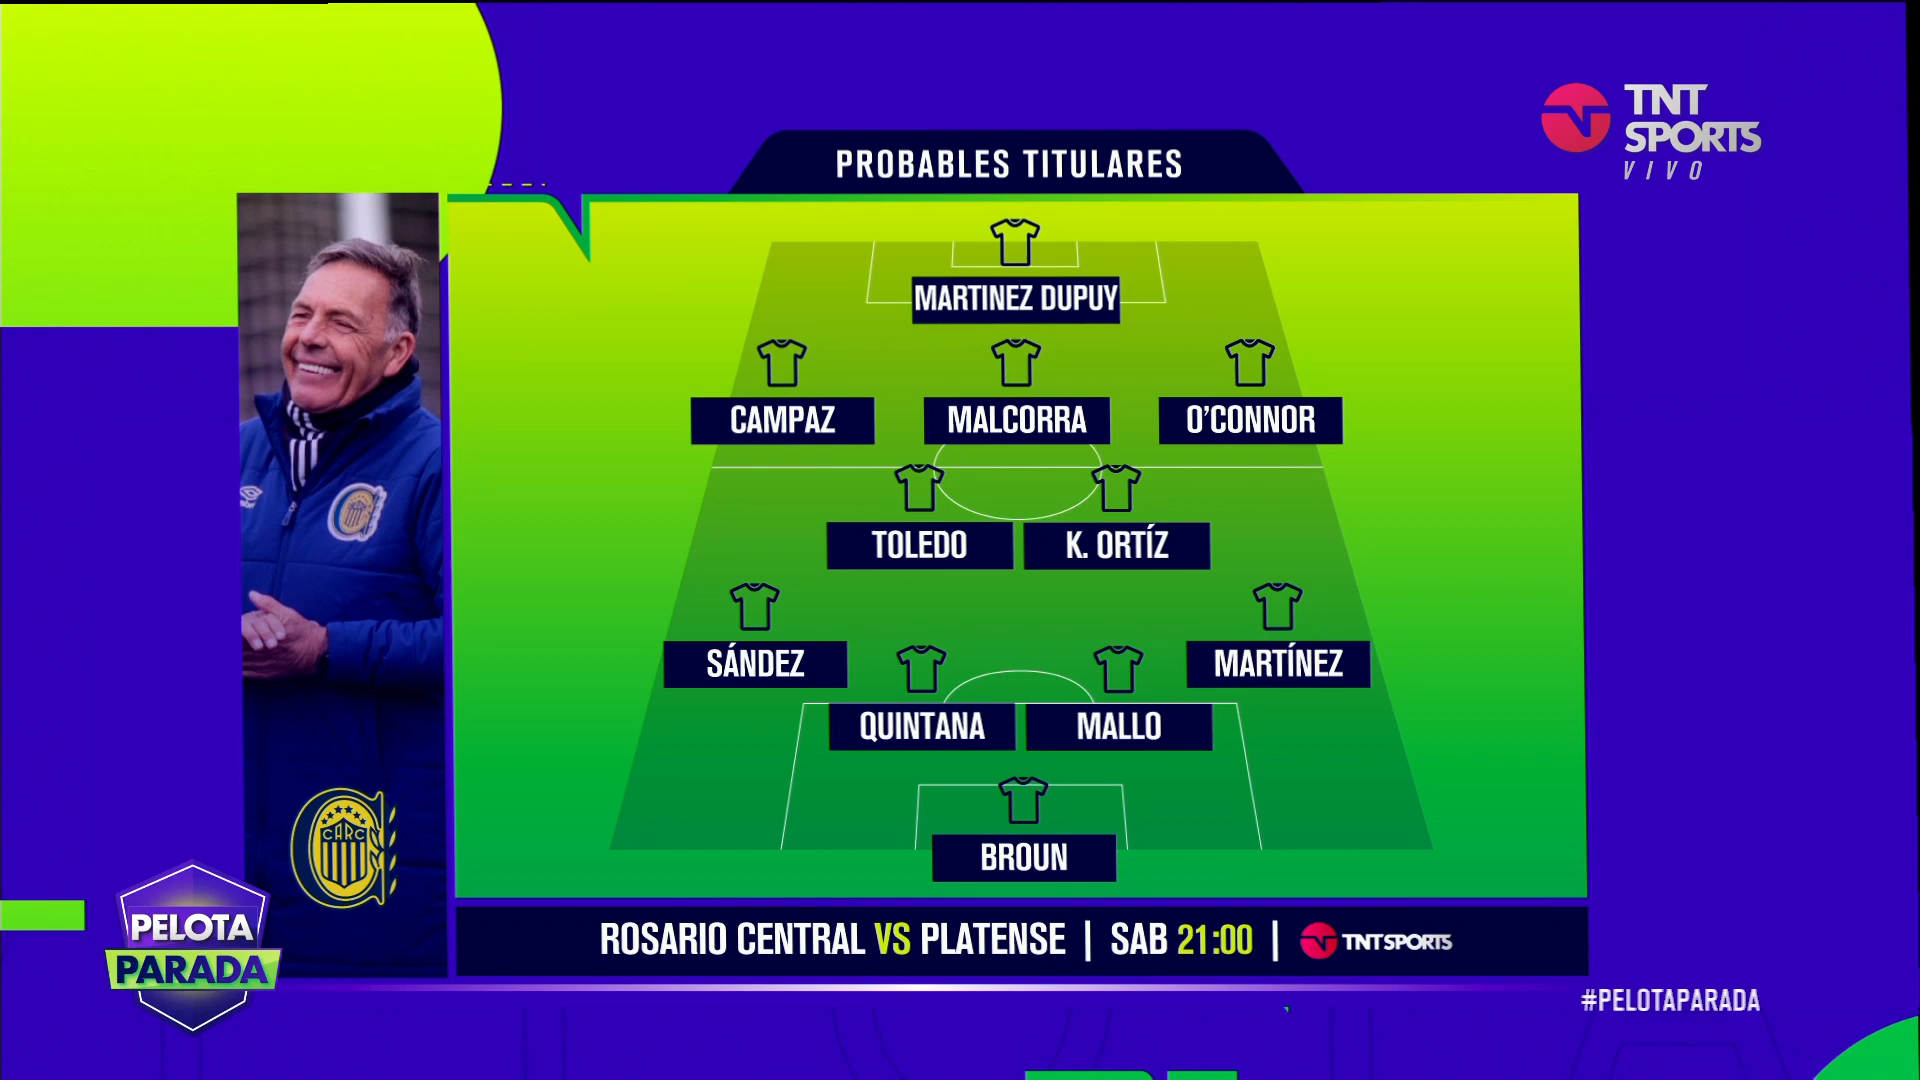 TNT
SPORTS
VIVO
PROBABLES TITULARES
MARTINEZ DUPUY
CAMPAZ
MALCORRA
O'CONNOR
TOLEDO
K. ORTÍZ
SÁNDEZ
MARTÍNEZ
QUINTANA
MALLO
BROUN
CARC
PELOTA
PARADA
ROSARIO CENTRAL VS PLATENSE | SAB 21:00 | TNT SPORTS
#PELOTAPARADA